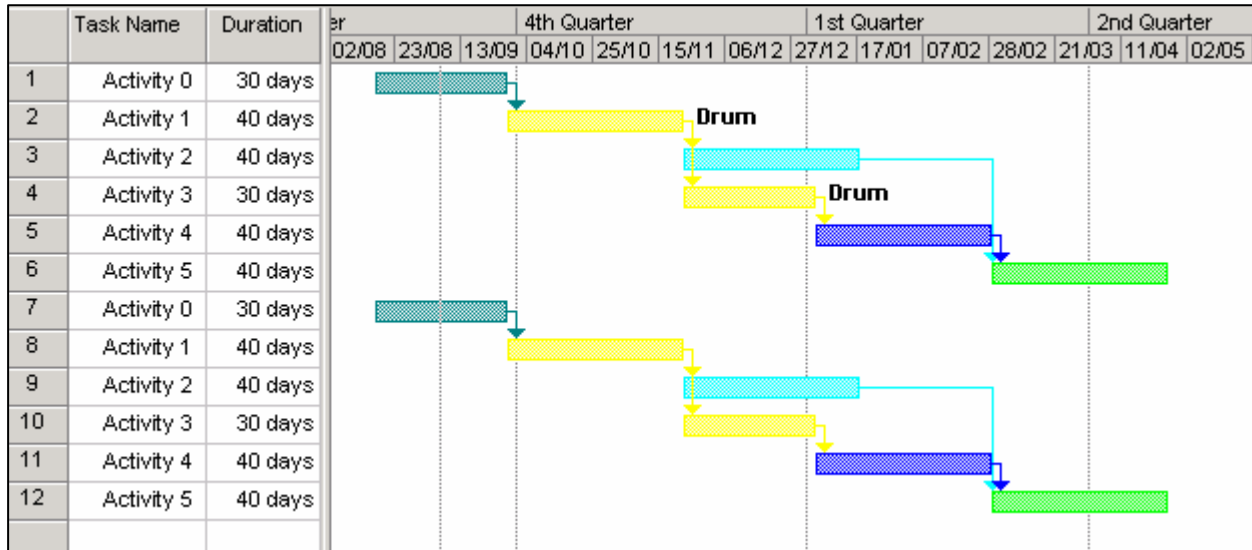 Task Name Duration er 4th Quarter 1st Quarter 2nd Quarter
02/08 23/08 13/09 04/10 25/10 15/11 06/12 27/12 17/01 07/02 28/02 21/03 11/04 02/05
1 Activity 0 30 days
2 Activity 1 40 days Drum
3 Activity 2 40 days
4 Activity 3 30 days Drum
5 Activity 4 40 days
6 Activity 5 40 days
7 Activity 0 30 days
8 Activity 1 40 days
9 Activity 2 40 days
10 Activity 3 30 days
11 Activity 4 40 days
12 Activity 5 40 days